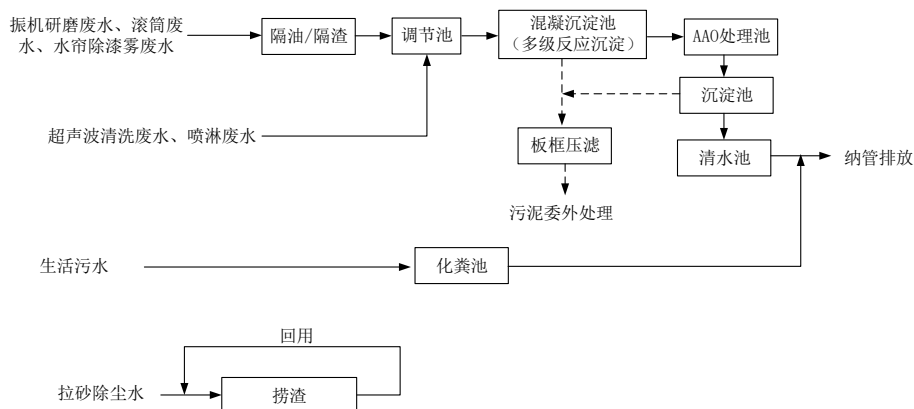 振机研磨废水、滚筒废
水、水帘除漆雾废水
隔油/隔渣
调节池
混凝沉淀池
（多级反应沉淀）
AAO处理池
沉淀池
超声波清洗废水、喷淋废水
板框压滤
清水池
纳管排放
污泥委外处理
生活污水
化粪池
回用
拉砂除尘水
捞渣